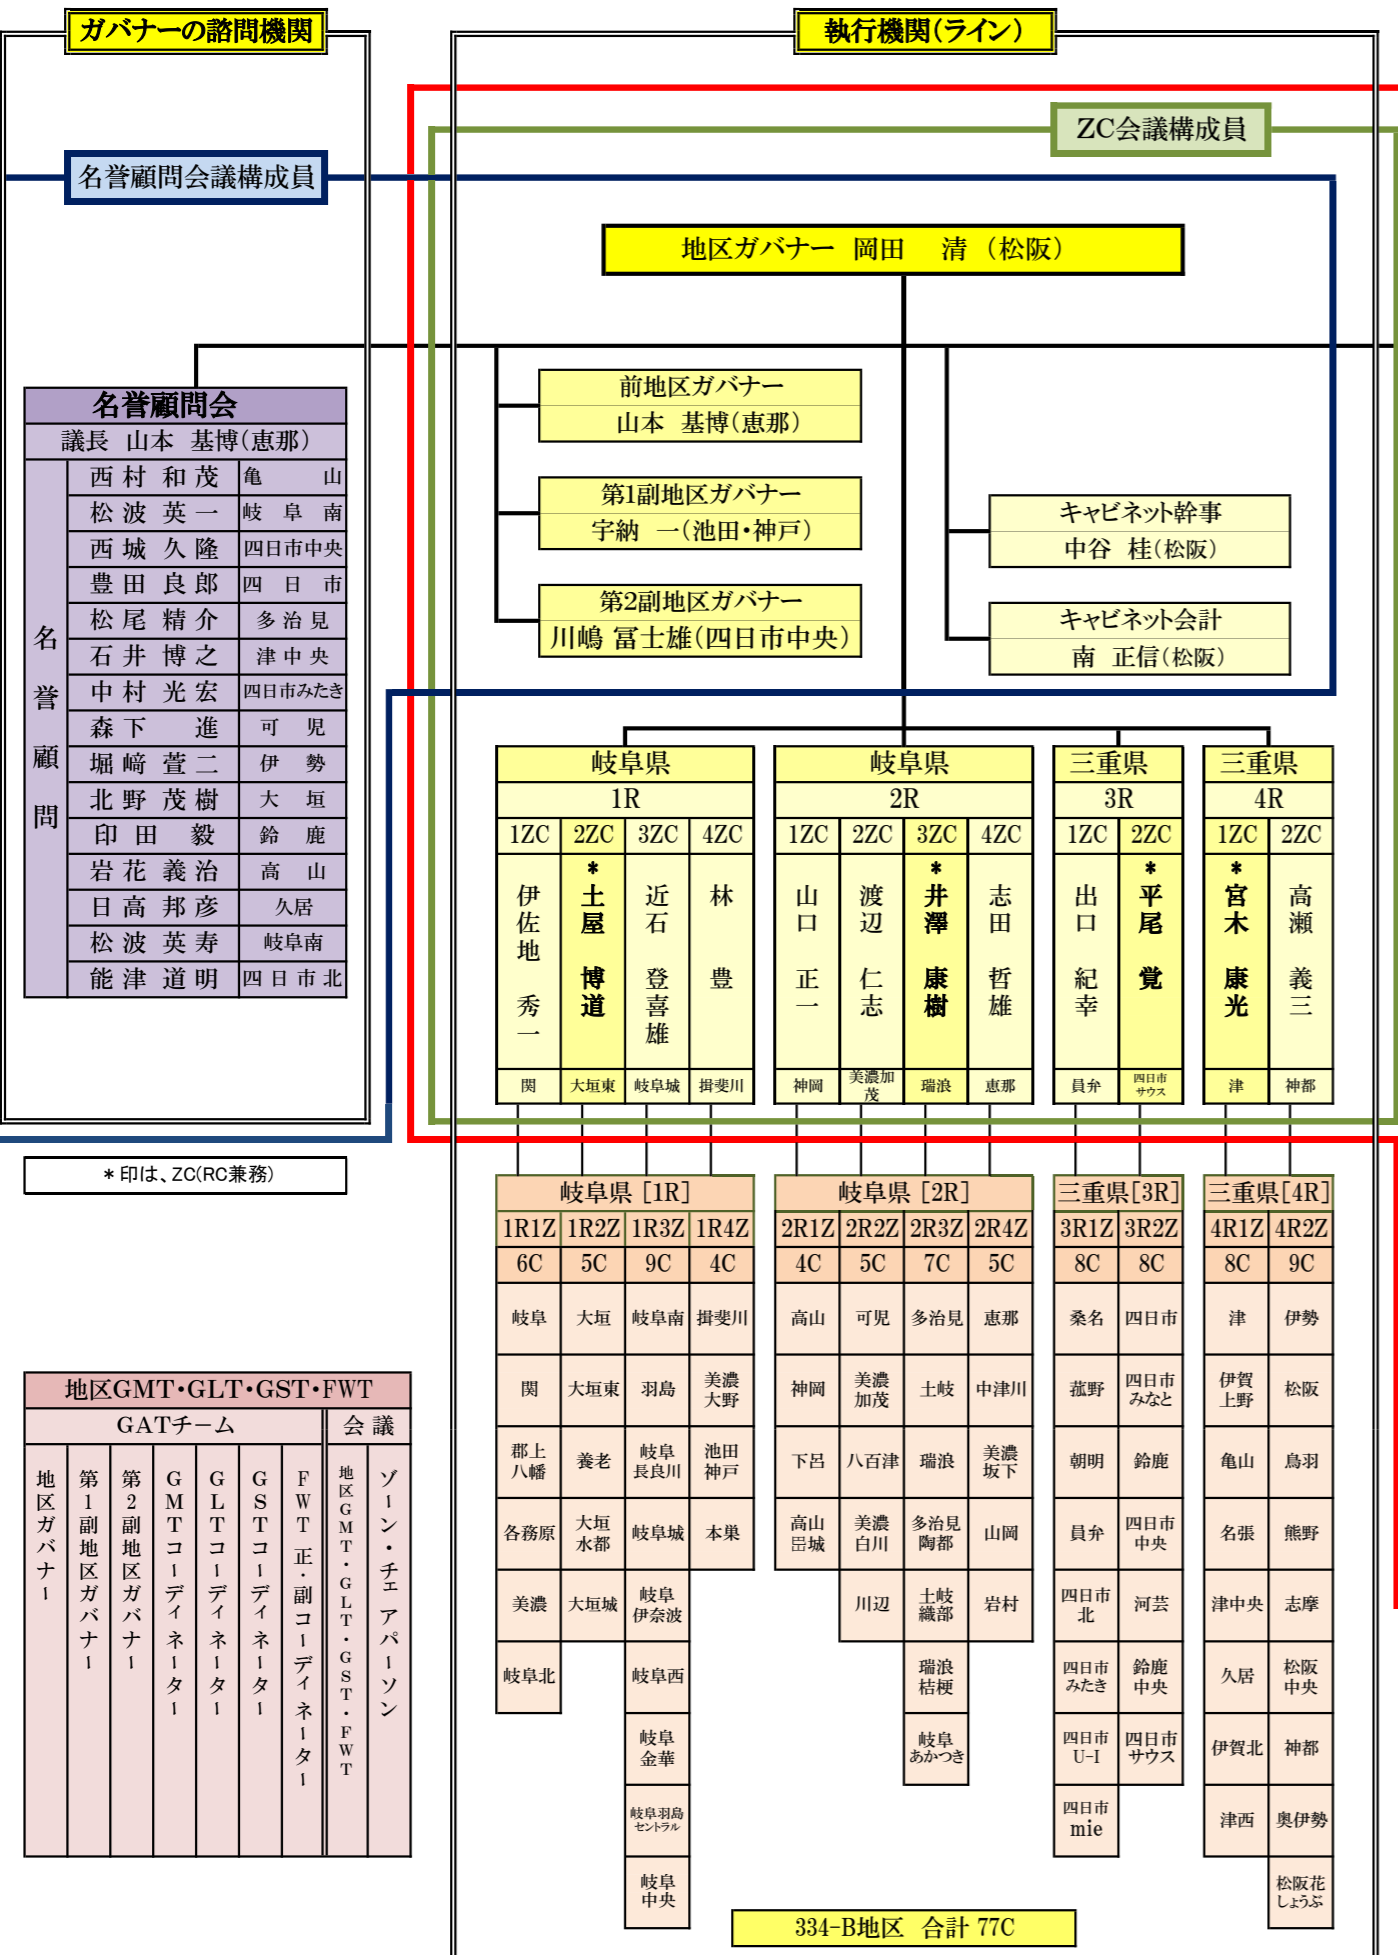 ガバナーの諮問機関
執行機関(ライン)
ZC会議構成員
名誉顧問会議構成員
地区ガバナー 岡田 清 (松阪)
名誉顧問会
議長 山本 基博(恵那)
名誉顧問
西村 和茂 亀山
松波 英一 岐阜南
西城 久隆 四日市中央
豊田 良郎 四日市
松尾 精介 多治見
石井 博之 津中央
中村 光宏 四日市みたき
森下 進 可児
堀﨑 萱二 伊勢
北野 茂樹 大垣
印田 毅 鈴鹿
岩花 義治 高山
日高 邦彦 久居
松波 英寿 岐阜南
能津 道明 四日市北
前地区ガバナー
山本 基博(恵那)
第1副地区ガバナー
宇納 一(池田・神戸)
第2副地区ガバナー
川嶋 冨士雄(四日市中央)
キャビネット幹事
中谷 桂(松阪)
キャビネット会計
南 正信(松阪)
岐阜県 岐阜県 三重県 三重県
1R 2R 3R 4R
1ZC 2ZC 3ZC 4ZC 1ZC 2ZC 3ZC 4ZC 1ZC 2ZC 1ZC 2ZC
伊佐地 秀一
*土屋 博道
近石 登喜雄
林 豊
山口 正一
渡辺 仁志
*井澤 康樹
志田 哲雄
出口 紀幸
*平尾 覚
*宮木 康光
高瀬 義三
関 大垣東 岐阜城 揖斐川 神岡 美濃加茂 瑞浪 恵那 員弁 四日市サウス 津 神都
*印は、ZC(RC兼務)
岐阜県 [1R] 岐阜県 [2R] 三重県[3R] 三重県[4R]
1R1Z 1R2Z 1R3Z 1R4Z 2R1Z 2R2Z 2R3Z 2R4Z 3R1Z 3R2Z 4R1Z 4R2Z
6C 5C 9C 4C 4C 5C 7C 5C 8C 8C 8C 9C
岐阜 大垣 岐阜南 揖斐川 高山 可児 多治見 恵那 桑名 四日市 津 伊勢
関 大垣東 羽島 美濃大野 神岡 美濃加茂 土岐 中津川 菰野 四日市みなと 伊賀上野 松阪
郡上八幡 養老 岐阜長良川 池田神戸 下呂 八百津 瑞浪 美濃坂下 朝明 鈴鹿 亀山 鳥羽
各務原 大垣水都 岐阜城 本巣 高山岊城 美濃白川 多治見陶都 山岡 員弁 四日市中央 名張 熊野
美濃 大垣城 岐阜伊奈波 川辺 土岐織部 岩村 四日市北 河芸 津中央 志摩
岐阜北 岐阜西 瑞浪桔梗 四日市みたき 鈴鹿中央 久居 松阪中央
岐阜金華 岐阜あかつき 四日市U-I 四日市サウス 伊賀北 神都
岐阜羽島セントラル 四日市mie 津西 奥伊勢
岐阜中央 松阪花しょうぶ
地区GMT・GLT・GST・FWT
GATチーム 会議
地区ガバナー
第1副地区ガバナー
第2副地区ガバナー
GMTコーディネーター
GLTコーディネーター
GSTコーディネーター
FWT正・副コーディネーター
地区GMT・GLT・GST・FWT
ゾーン・チェアパーソン
334-B地区 合計 77C